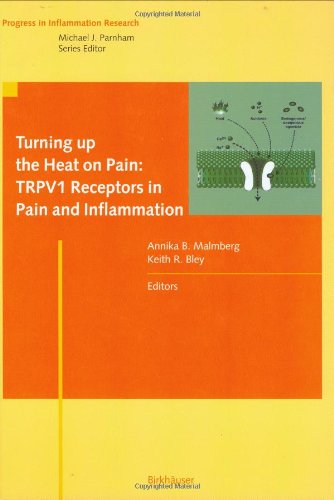 Progress in Inflammation Research
Michael J. Parnham
Series Editor
Turning up
the Heat on Pain:
TRPV1 Receptors in
Pain and Inflammation
Heat
Annika B. Malmberg
Keith R. Bley
Editors
Birkhäuser